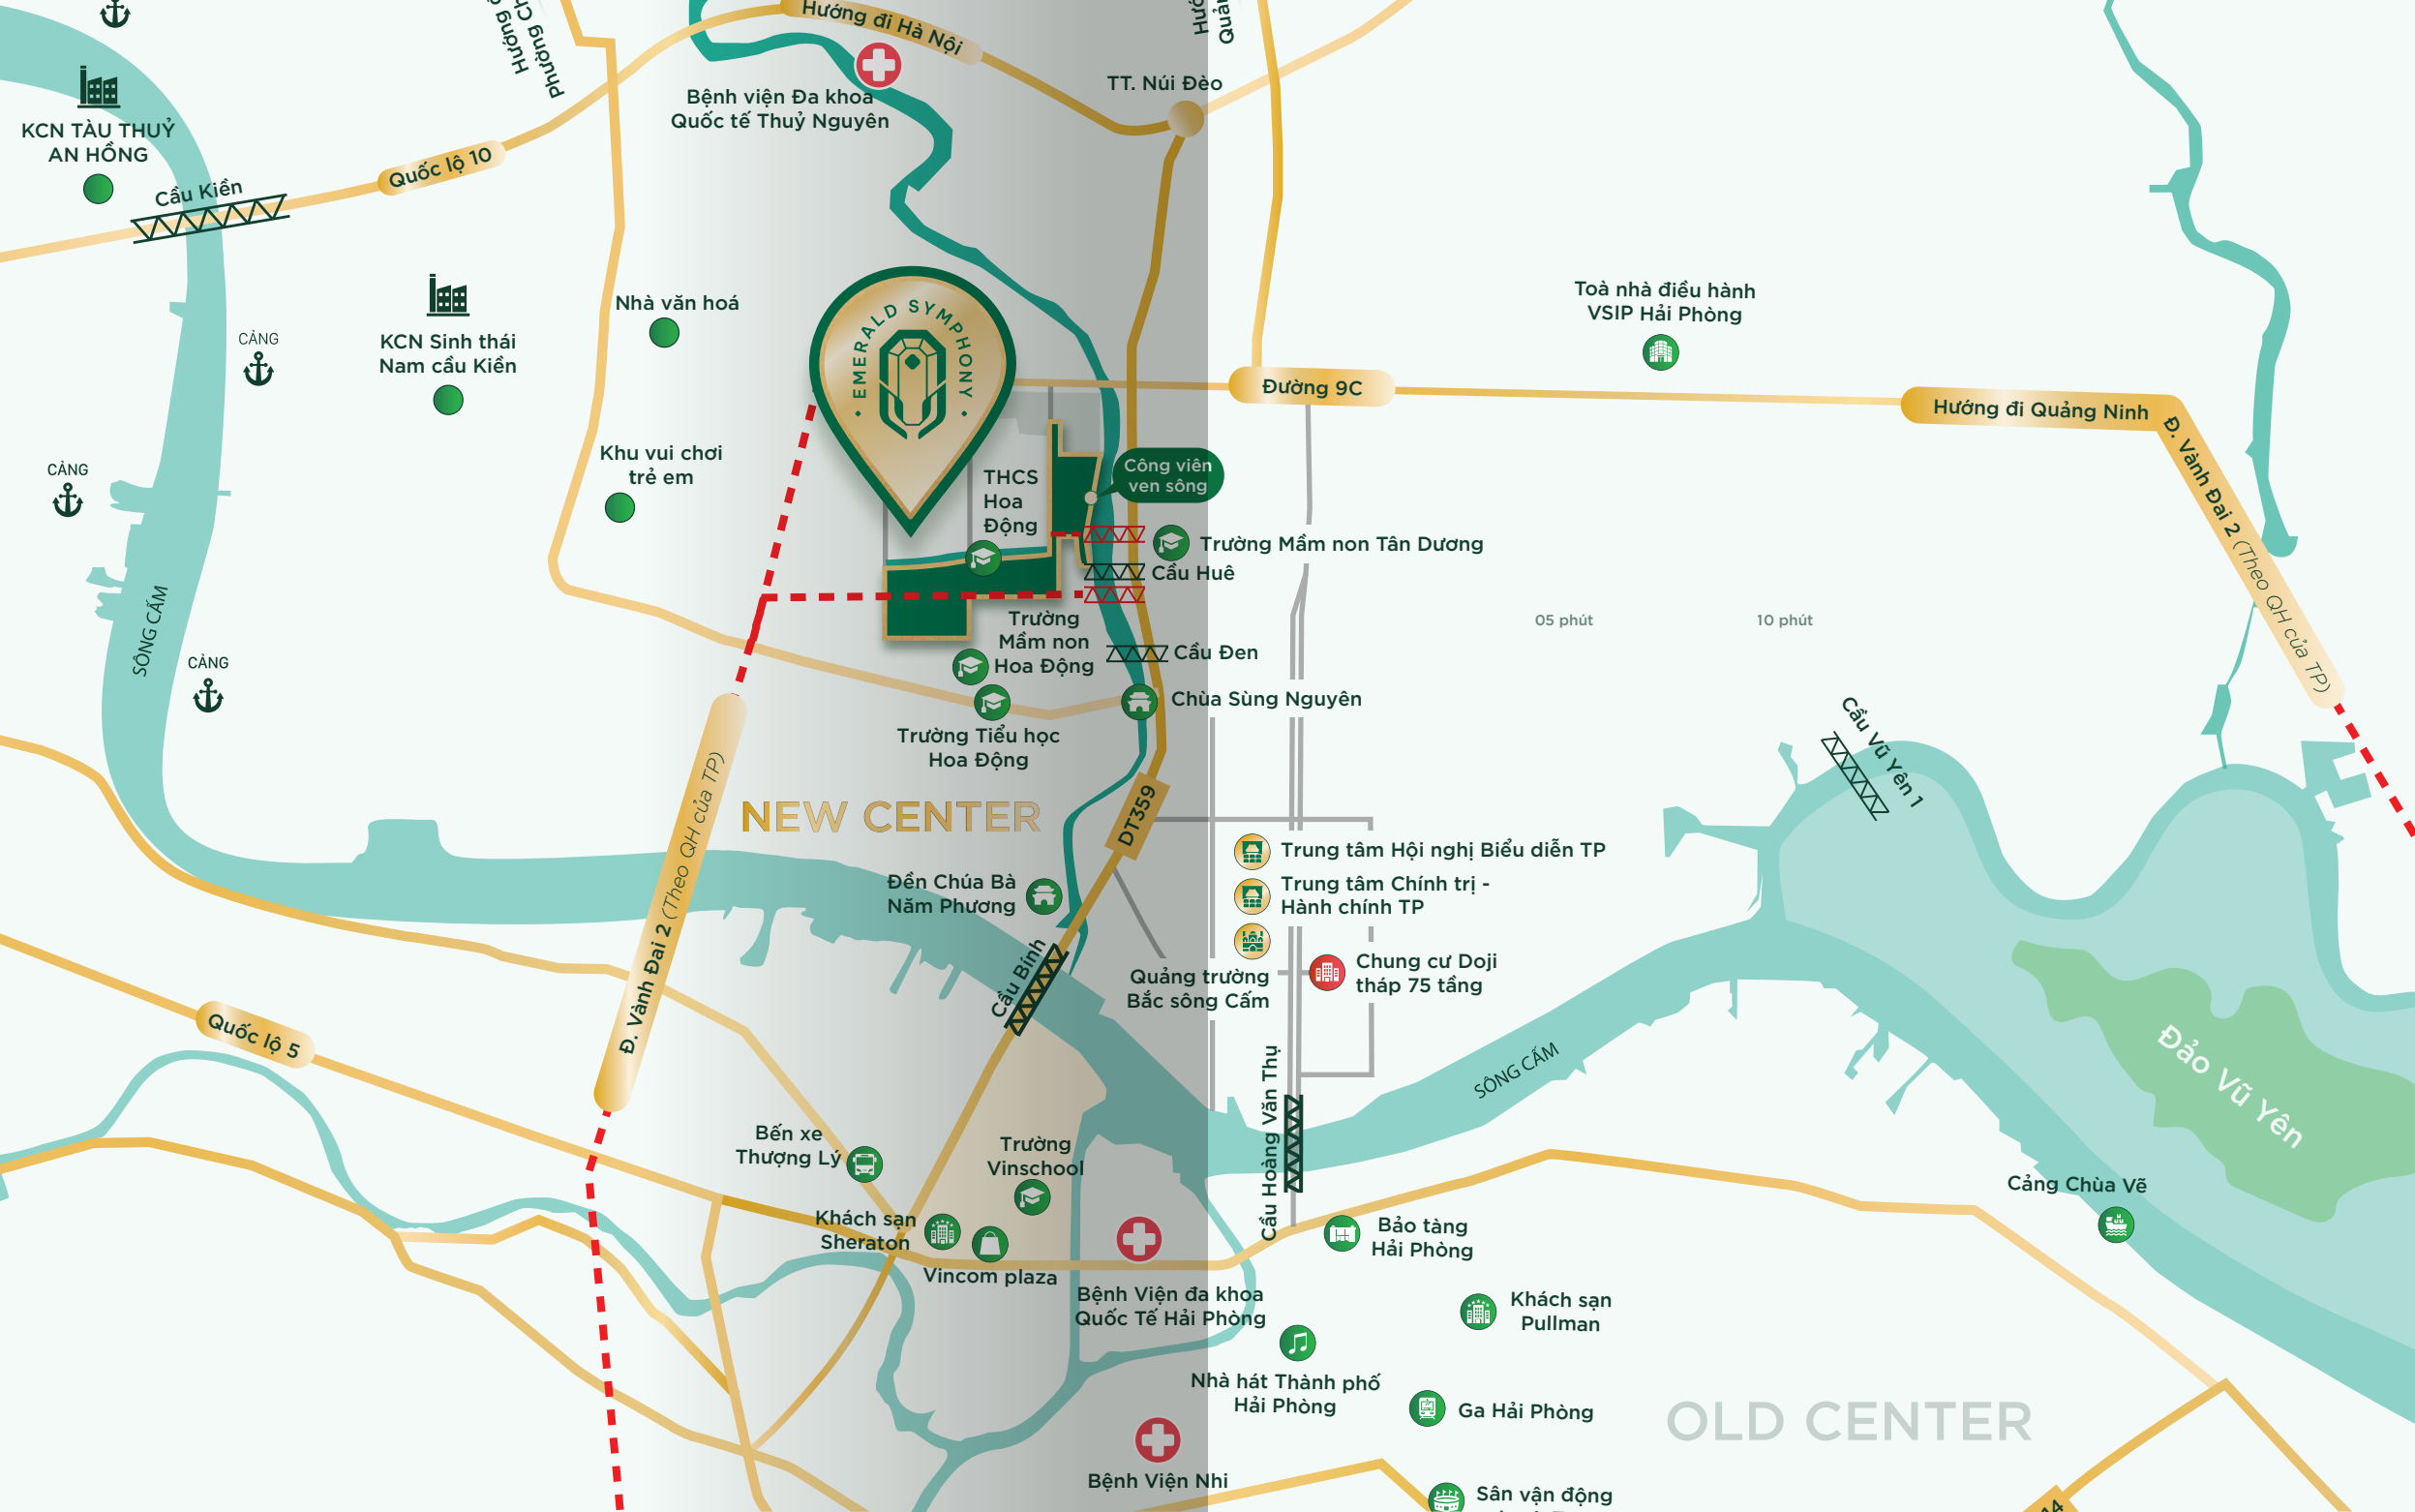 Hướng đi Hà Nội
TT. Núi Đèo
Bệnh viện Đa khoa
Quốc tế Thuỷ Nguyên
KCN TÀU THUỶ
AN HỒNG
Quốc lộ 10
Cầu Kiền
Nhà văn hoá
Toà nhà điều hành
VSIP Hải Phòng
CẢNG
KCN Sinh thái
Nam cầu Kiền
EMERALD SYMPHONY
Đường 9C
Hướng đi Quảng Ninh
Đ. Vành Đai 2 (Theo QH của TP)
Khu vui chơi
trẻ em
CẢNG
THCS
Hoa
Động
Công viên
ven sông
Trường Mầm non Tân Dương
Cầu Huê
SÔNG CẤM
Trường
Mầm non
Hoa Động
05 phút
10 phút
CẢNG
Cầu Đen
Chùa Sùng Nguyên
Trường Tiểu học
Hoa Động
Cầu Vũ Yên 1
NEW CENTER
DT359
Đ. Vành Đai 2 (Theo QH của TP)
Trung tâm Hội nghị Biểu diễn TP
Trung tâm Chính trị -
Hành chính TP
Đền Chúa Bà
Năm Phương
Cầu Bính
Quảng trường
Bắc sông Cấm
Chung cư Doji
tháp 75 tầng
Quốc lộ 5
SÔNG CẤM
Đảo Vũ Yên
Cầu Hoàng Văn Thụ
Bến xe
Thượng Lý
Trường
Vinschool
Cảng Chùa Vẽ
Khách sạn
Sheraton
Vincom plaza
Bảo tàng
Hải Phòng
Bệnh Viện đa khoa
Quốc Tế Hải Phòng
Khách sạn
Pullman
Nhà hát Thành phố
Hải Phòng
Ga Hải Phòng
OLD CENTER
Bệnh Viện Nhi
Sân vận động